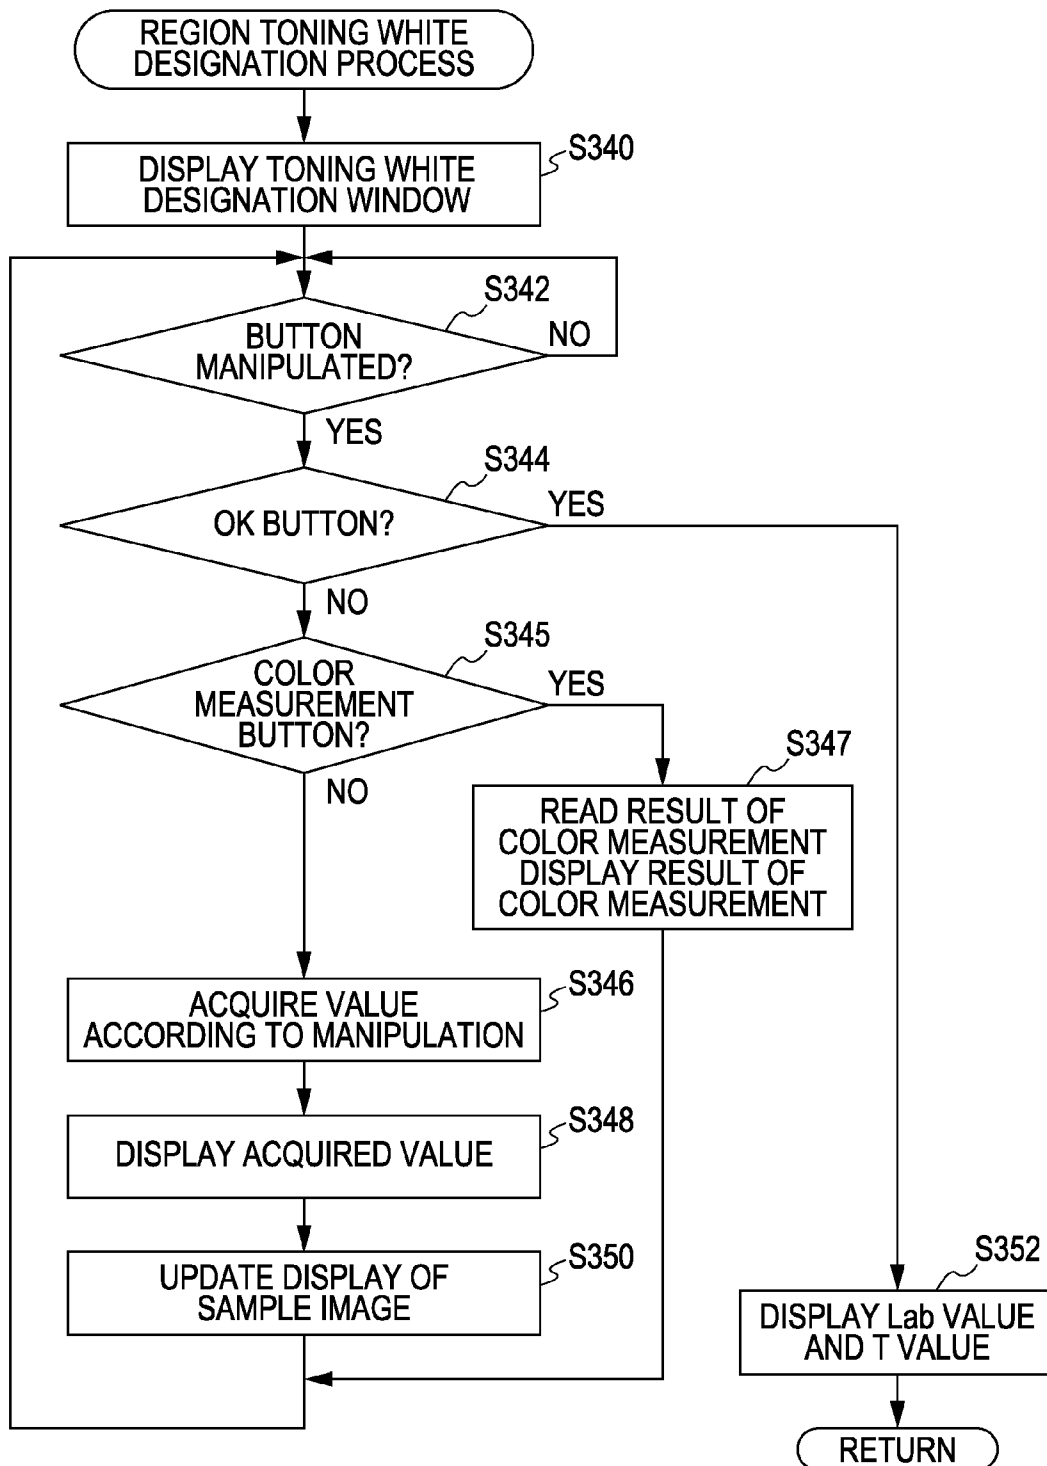 REGION TONING WHITE
DESIGNATION PROCESS
S340
DISPLAY TONING WHITE
DESIGNATION WINDOW
S342
BUTTON
MANIPULATED?
NO
YES
S344
OK BUTTON?
YES
NO
S345
COLOR
MEASUREMENT
BUTTON?
YES
NO
S347
READ RESULT OF
COLOR MEASUREMENT
DISPLAY RESULT OF
COLOR MEASUREMENT
S346
ACQUIRE VALUE
ACCORDING TO MANIPULATION
S348
DISPLAY ACQUIRED VALUE
S350
UPDATE DISPLAY OF
SAMPLE IMAGE
S352
DISPLAY Lab VALUE
AND T VALUE
RETURN